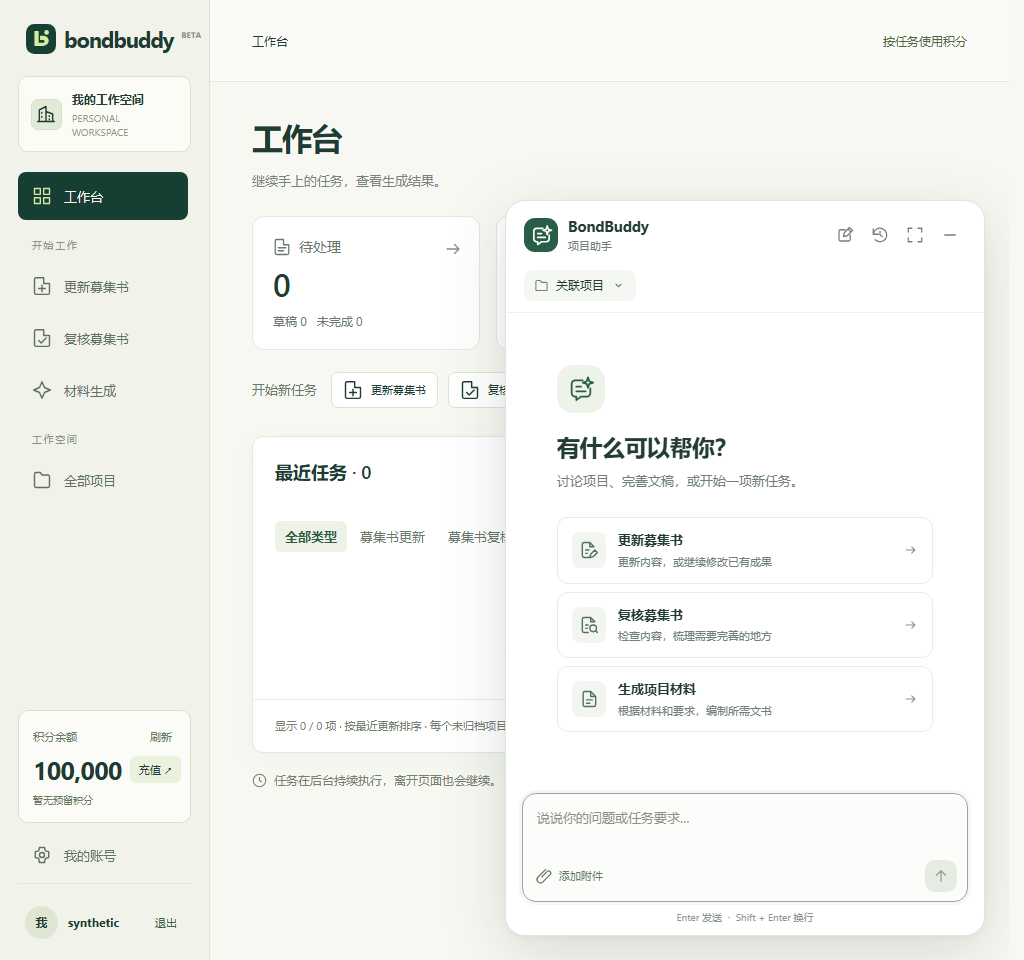 bondbuddy BETA
我的工作空间
PERSONAL
WORKSPACE
工作台
开始工作
更新募集书
复核募集书
材料生成
工作空间
全部项目
积分余额 刷新
100,000 充值 ↗
暂无预留积分
我的账号
我 synthetic 退出
工作台 按任务使用积分
工作台
继续手上的任务，查看生成结果。
待处理 →
0
草稿 0 未完成 0
开始新任务 更新募集书
最近任务 · 0
全部类型 募集书更新 募集书复
显示 0 / 0 项 · 按最近更新排序 · 每个未归档项目
任务在后台持续执行，离开页面也会继续。
BondBuddy
项目助手
关联项目
有什么可以帮你？
讨论项目、完善文稿，或开始一项新任务。
更新募集书
更新内容，或继续修改已有成果
复核募集书
检查内容，梳理需要完善的地方
生成项目材料
根据材料和要求，编制所需文书
说说你的问题或任务要求...
添加附件
Enter 发送 · Shift + Enter 换行